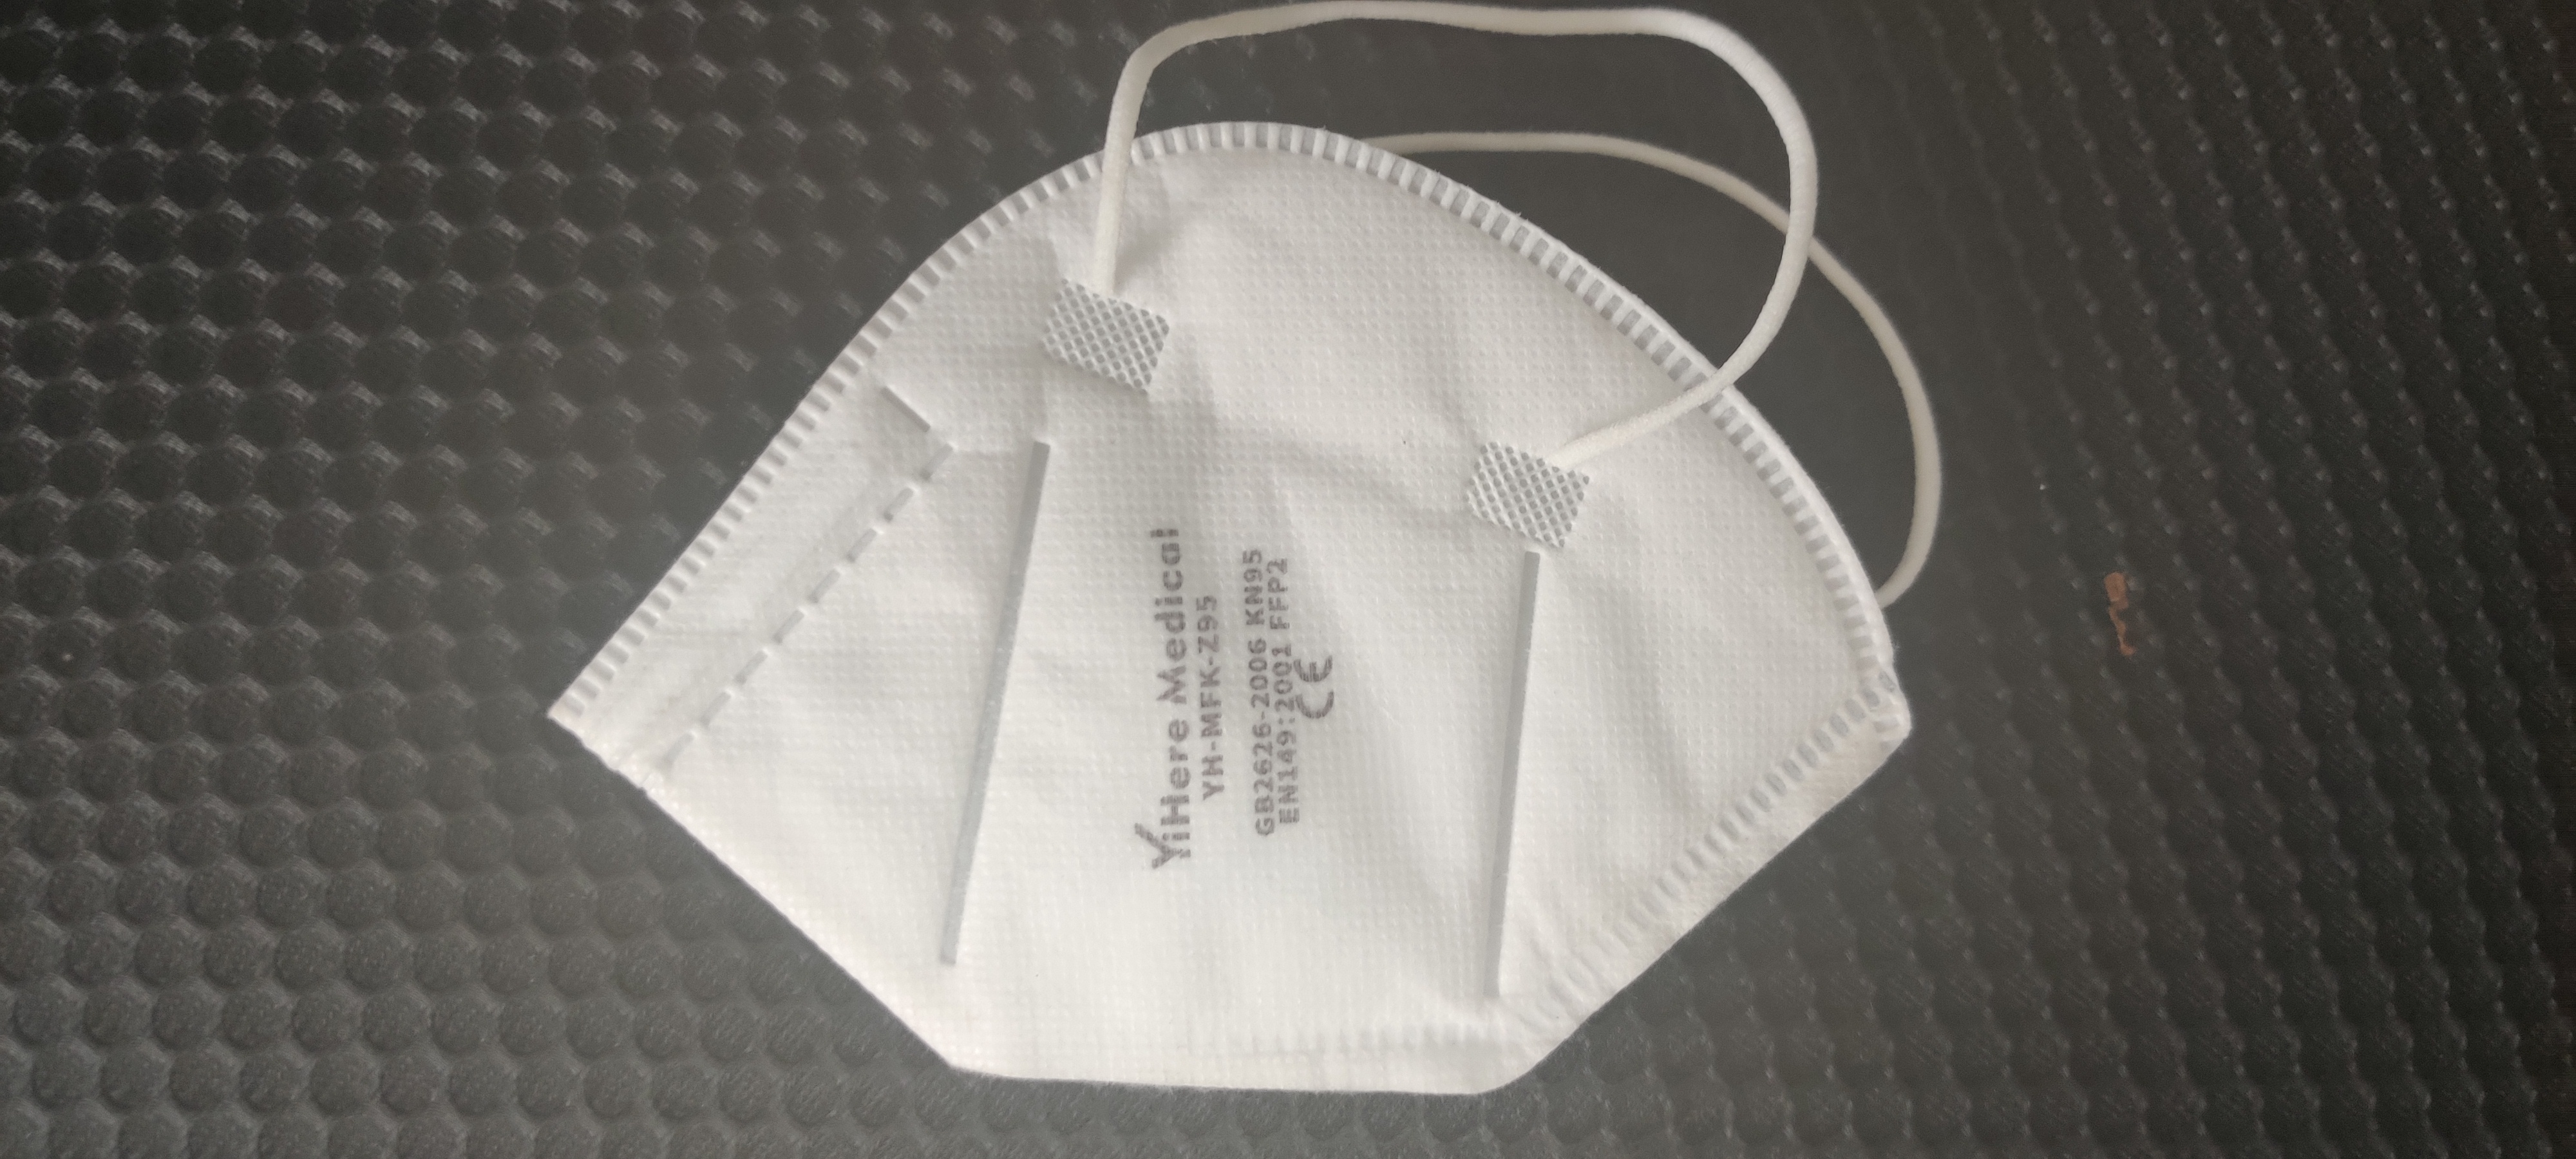 YiHere Medical
YH-MFK-Z95
GB2626-2006 KN95
EN149:2001 FFP2
CE